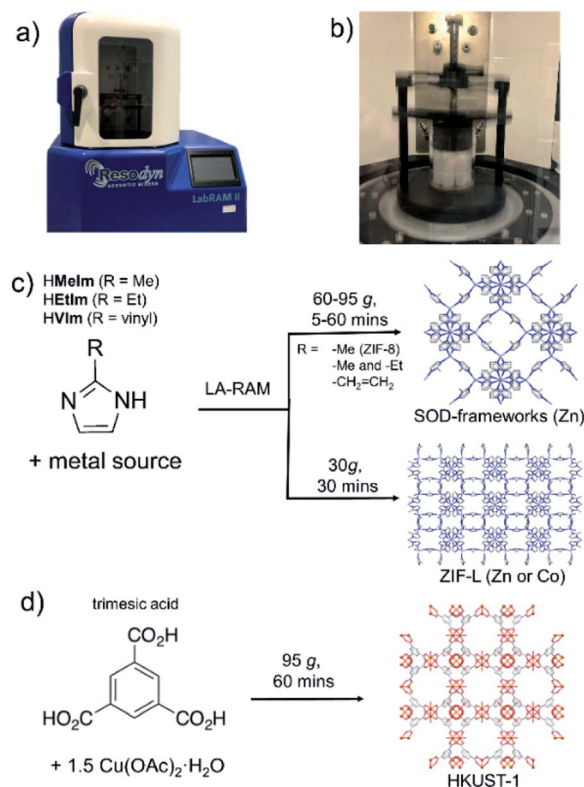 a)
Resodyn
ACOUSTIC MIXERS
LabRAM II
b)
c)
HMeIm (R = Me)
HEtIm (R = Et)
HVIm (R = vinyl)
R
N
NH
+ metal source
LA-RAM
60-95 g,
5-60 mins
R = -Me (ZIF-8)
-Me and -Et
-CH2=CH2
SOD-frameworks (Zn)
30g,
30 mins
ZIF-L (Zn or Co)
d)
trimesic acid
CO2H
HO2C
CO2H
+ 1.5 Cu(OAc)2·H2O
95 g,
60 mins
HKUST-1